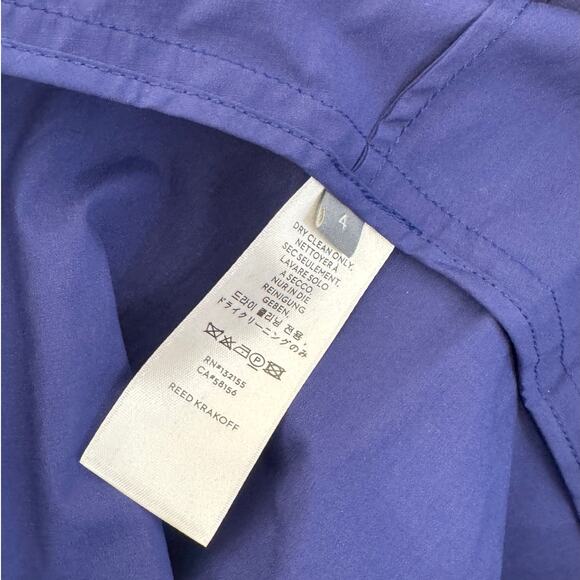 4
DRY CLEAN ONLY.
NETTOYER A
SEC SEULEMENT.
LAVARE SOLO
A SECCO.
NUR IN DIE
REINIGUNG
GEBEN.
드라이 클리닝 전용,
ドライクリーニングのみ
P
RN#132155
CA#58156
REED KRAKOFF